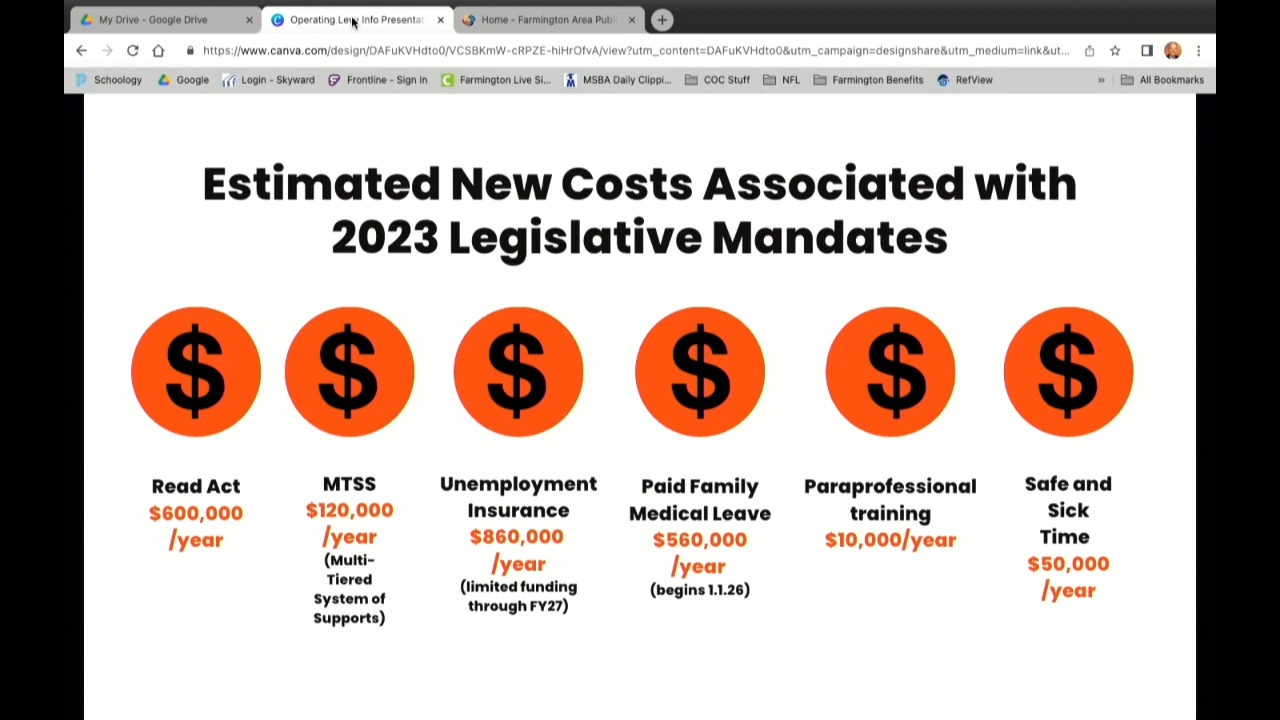 My Drive - Google Drive
Operating Levy Info Presentat
Home - Farmington Area Publ
https://www.canva.com/design/DAFuKVHdto0/VCSBKmW-cRPZE-hiHrOfvA/view?utm_content=DAFuKVHdto0&utm_campaign=designshare&utm_medium=link&ut...
Schoology
Google
Login - Skyward
Frontline - Sign In
Farmington Live Si...
MSBA Daily Clippi...
COC Stuff
NFL
Farmington Benefits
RefView
»
All Bookmarks
Estimated New Costs Associated with
2023 Legislative Mandates
$ $ $ $ $ $
Read Act
$600,000
/year
MTSS
$120,000
/year
(Multi-
Tiered
System of
Supports)
Unemployment
Insurance
$860,000
/year
(limited funding
through FY27)
Paid Family
Medical Leave
$560,000
/year
(begins 1.1.26)
Paraprofessional
training
$10,000/year
Safe and
Sick
Time
$50,000
/year